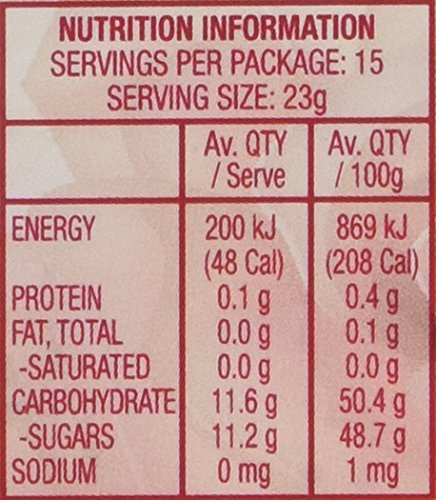 NUTRITION INFORMATION
SERVINGS PER PACKAGE: 15
SERVING SIZE: 23g
Av. QTY / Serve Av. QTY / 100g
ENERGY 200 kJ 869 kJ
(48 Cal) (208 Cal)
PROTEIN 0.1 g 0.4 g
FAT, TOTAL 0.0 g 0.1 g
-SATURATED 0.0 g 0.0 g
CARBOHYDRATE 11.6 g 50.4 g
-SUGARS 11.2 g 48.7 g
SODIUM 0 mg 1 mg